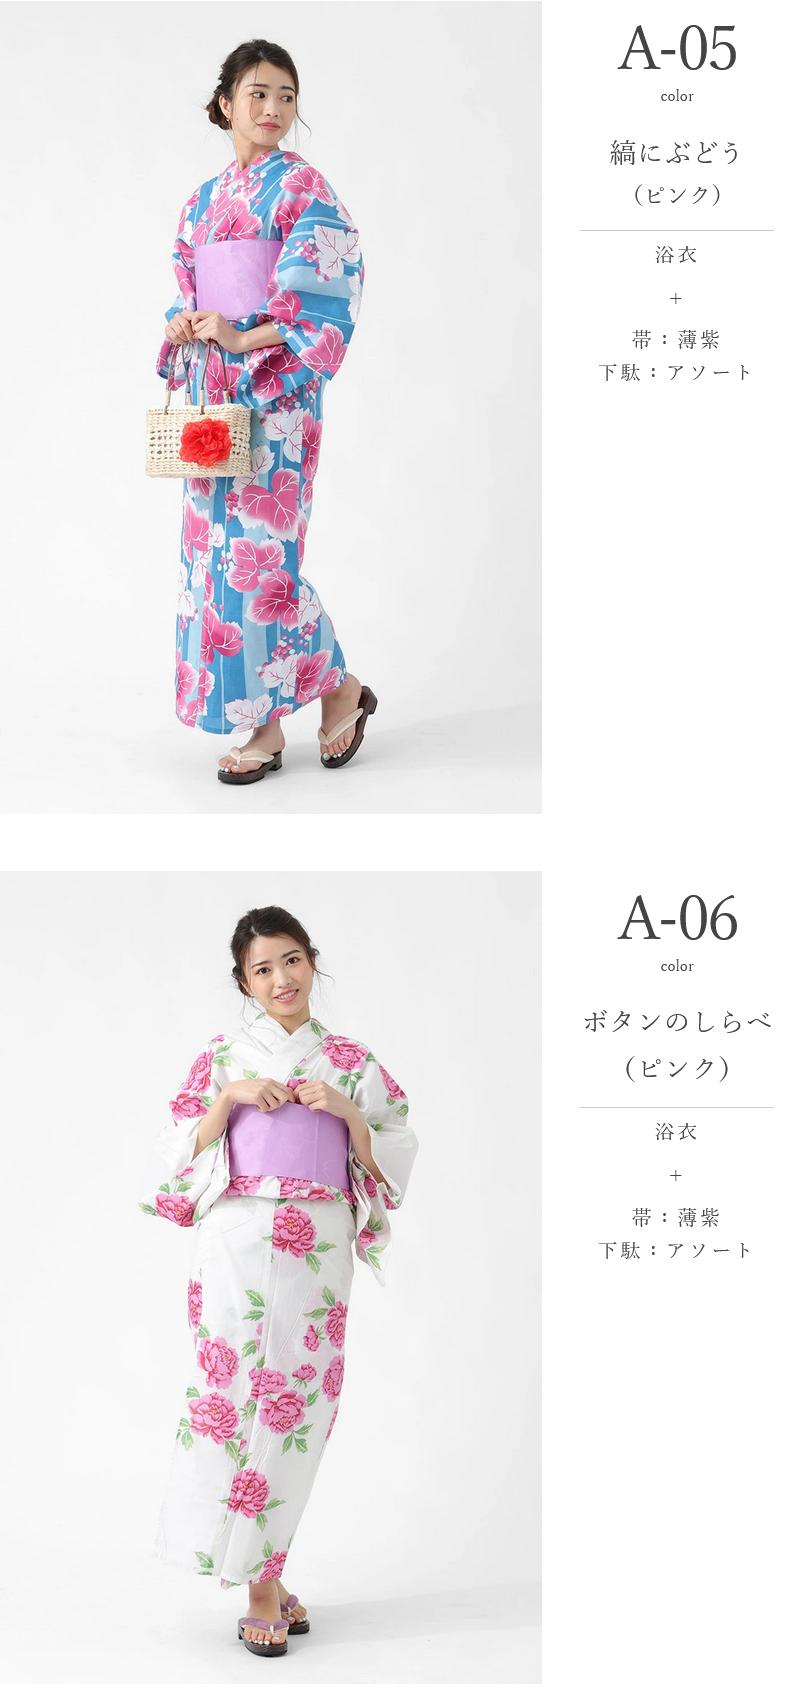 A-05
color
縞にぶどう
（ピンク）
浴衣
+
帯：薄紫
下駄：アソート
A-06
color
ボタンのしらべ
（ピンク）
浴衣
+
帯：薄紫
下駄：アソート